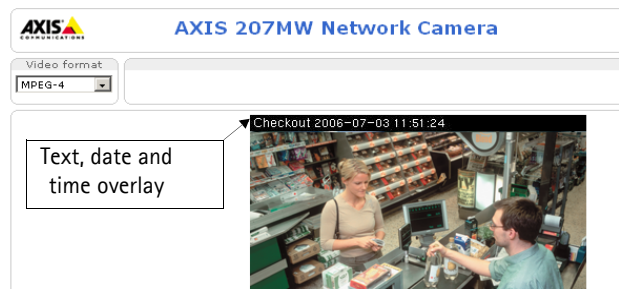 AXIS
COMMUNICATIONS
AXIS 207MW Network Camera
Video format
MPEG-4
Checkout 2006-07-03 11:51:24
Text, date and
time overlay